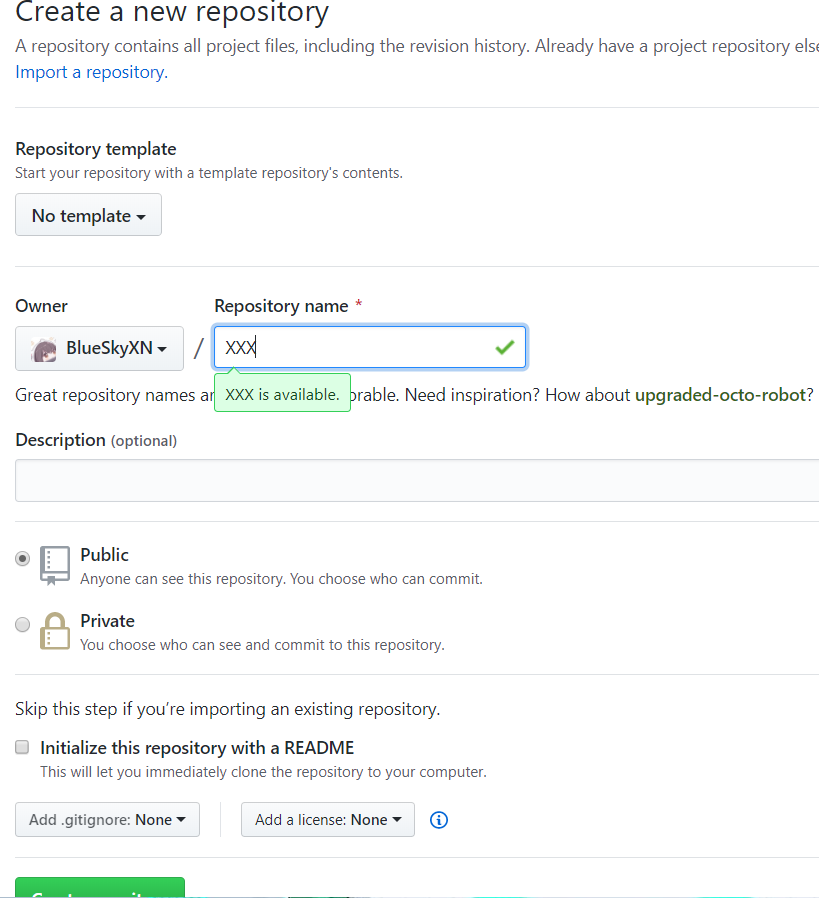 Create a new repository
A repository contains all project files, including the revision history. Already have a project repository
Import a repository.
Repository template
Start your repository with a template repository's contents.
No template
Owner
Repository name *
BlueSkyXN
/
XXX
XXX is available.
Great repository names Need inspiration? How about upgraded-octo-robot?
Description (optional)
Public
Anyone can see this repository. You choose who can commit.
Private
You choose who can see and commit to this repository.
Skip this step if you’re importing an existing repository.
Initialize this repository with a README
This will let you immediately clone the repository to your computer.
Add .gitignore: None
Add a license: None